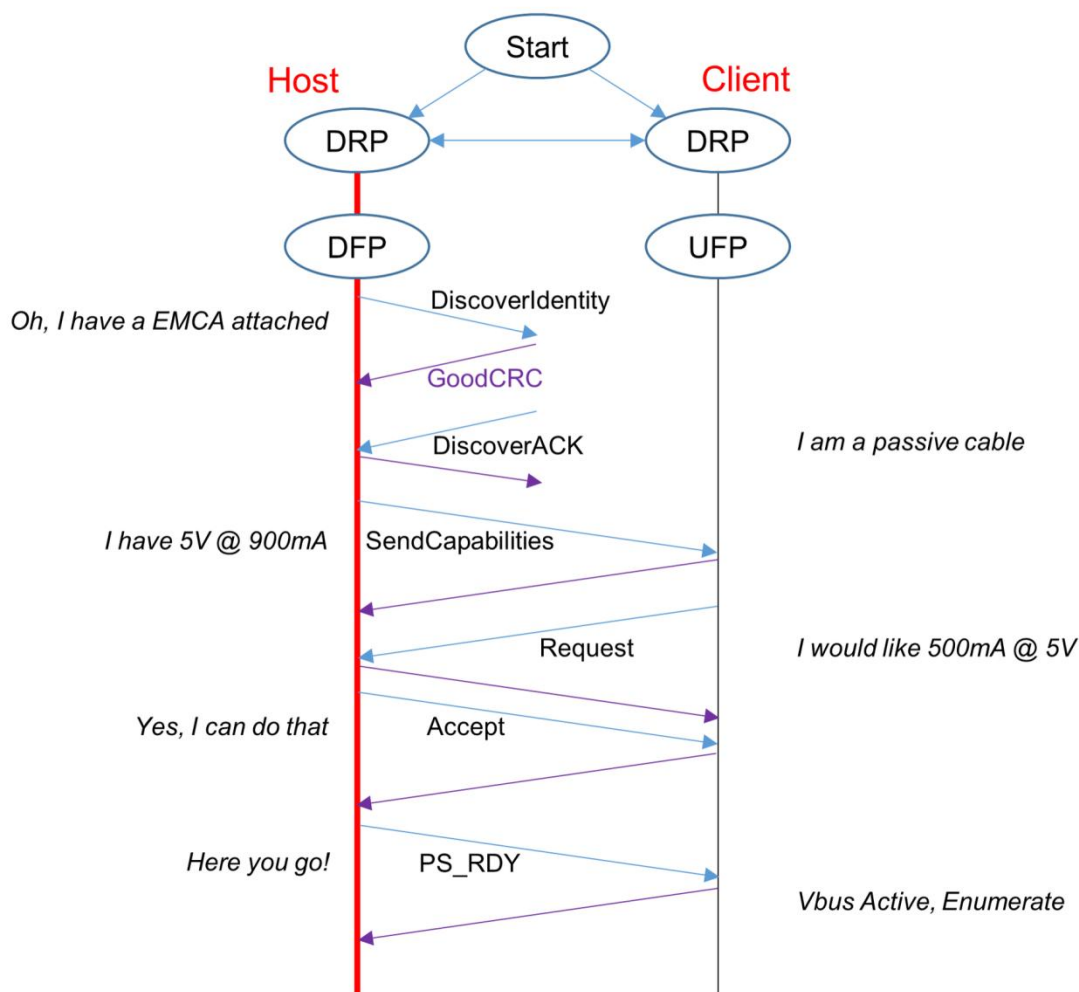 Start
Host
Client
DRP
DRP
DFP
UFP
DiscoverIdentity
Oh, I have a EMCA attached
GoodCRC
DiscoverACK
I am a passive cable
I have 5V @ 900mA
SendCapabilities
Request
I would like 500mA @ 5V
Yes, I can do that
Accept
Here you go!
PS_RDY
Vbus Active, Enumerate